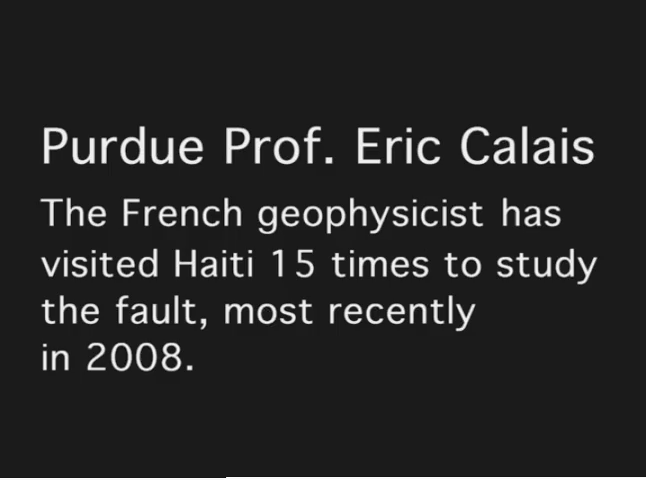 Purdue Prof. Eric Calais
The French geophysicist has
visited Haiti 15 times to study
the fault, most recently
in 2008.